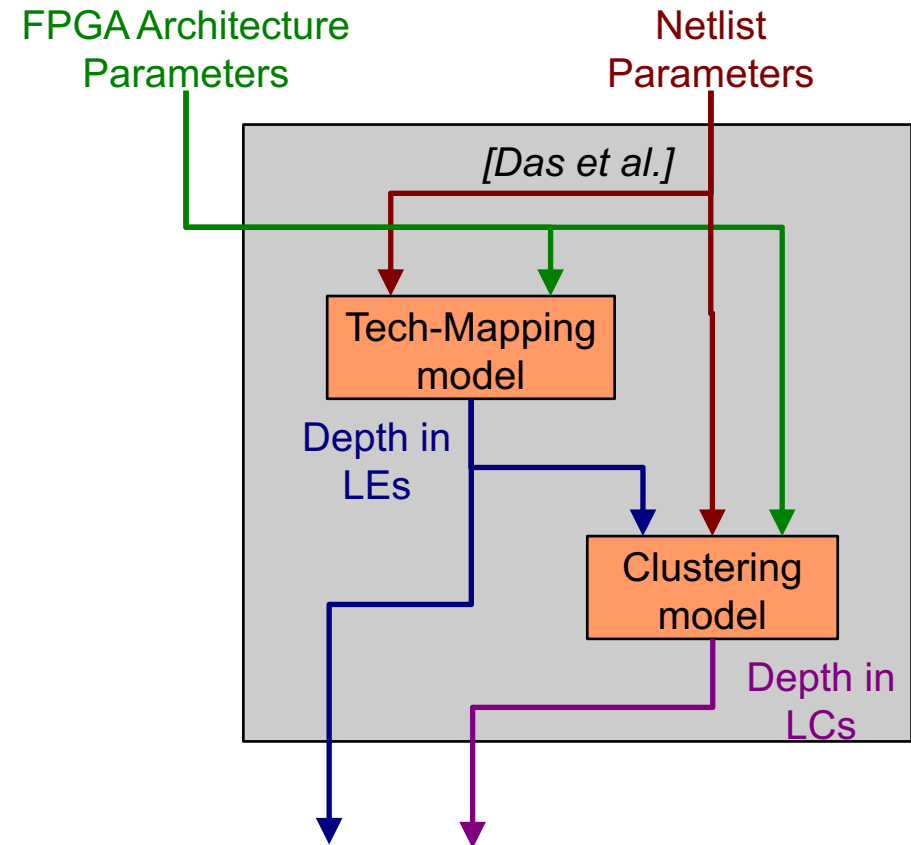 FPGA Architecture
Parameters
Netlist
Parameters
[Das et al.]
Tech-Mapping
model
Depth in
LEs
Clustering
model
Depth in
LCs